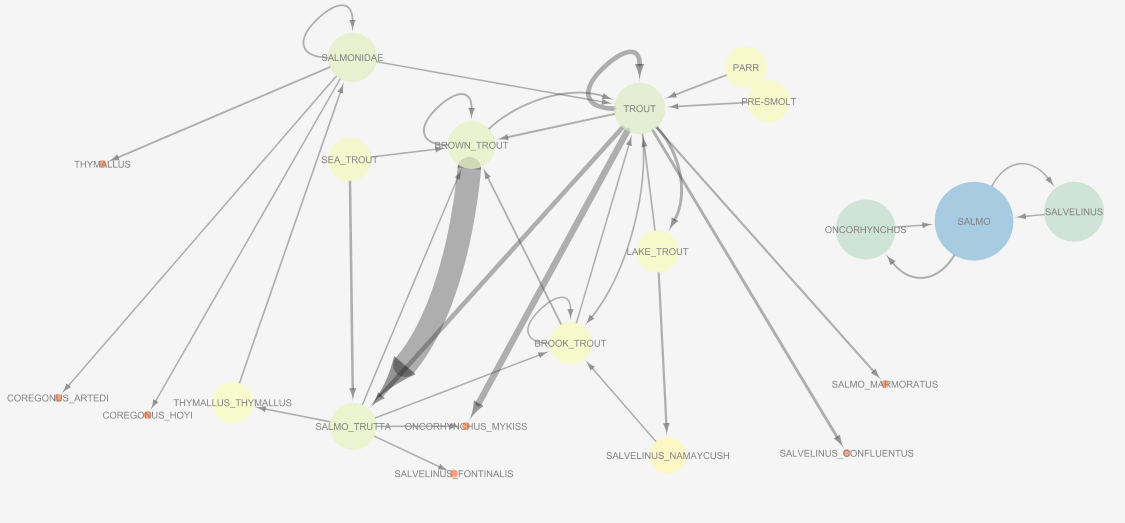 SALMONIDAE
PARR
PRE-SMOLT
TROUT
BROWN_TROUT
SEA_TROUT
THYMALLUS
SALVELINUS
SALMO
ONCORHYNCHUS
LAKE_TROUT
BROOK_TROUT
SALMO_MARMORATUS
COREGONUS_ARTEDI
THYMALLUS_THYMALLUS
COREGONUS_HOYI
SALMO_TRUTTA
ONCORHYNCHUS_MYKISS
SALVELINUS_CONFLUENTUS
SALVELINUS_NAMAYCUSH
SALVELINUS_FONTINALIS